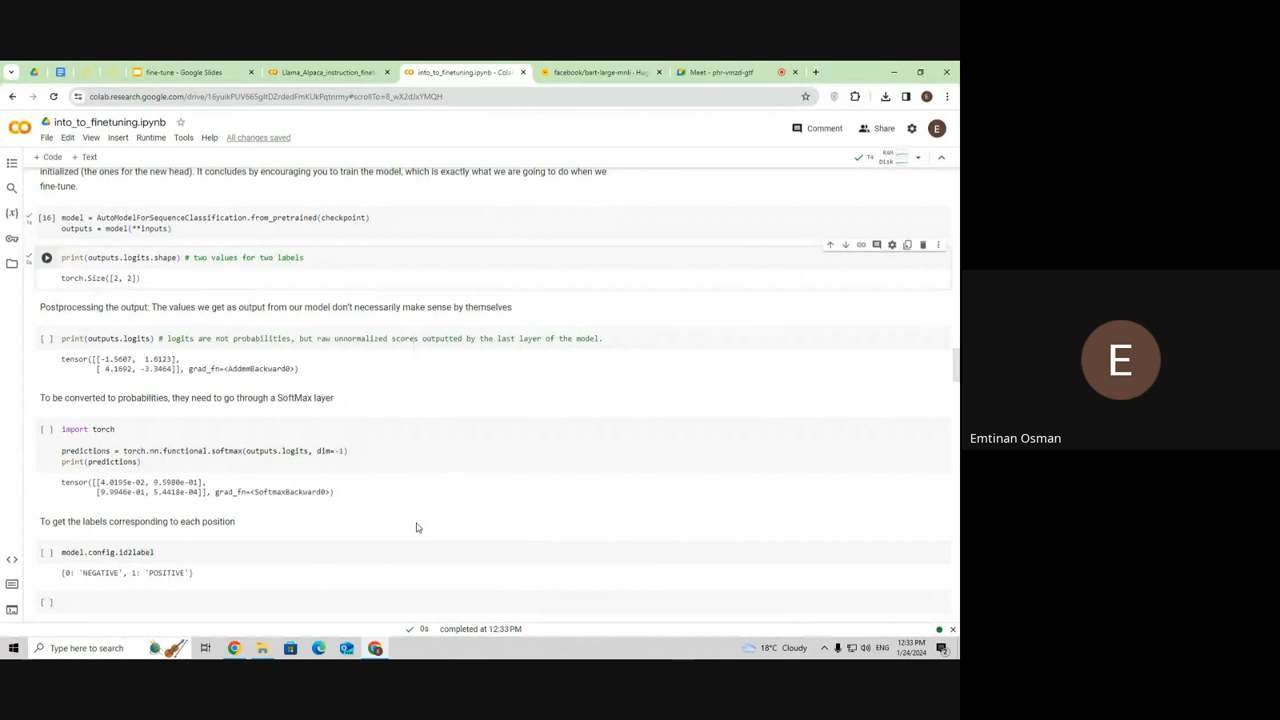 fine-tune - Google Slides
Llama_Alpaca_instruction_finet
into_to_finetuning.ipynb - Cola
facebook/bart-large-mnli · Hug
Meet - phr-vmzd-gtf
E
All changes saved
into_to_finetuning.ipynb
Comment
Share
E
File Edit View Insert Runtime Tools Help
+ Code + Text
T4
RAM
Disk
initialized (the ones for the new head). It concludes by encouraging you to train the model, which is exactly what we are going to do when we
fine-tune.
[16] model = AutoModelForSequenceClassification.from_pretrained(checkpoint)
outputs = model(**inputs)
print(outputs.logits.shape) # two values for two labels
torch.Size([2, 2])
Postprocessing the output: The values we get as output from our model don't necessarily make sense by themselves
[ ] print(outputs.logits) # logits are not probabilities, but raw unnormalized scores outputted by the last layer of the model.
tensor([[-1.5607, 1.6123],
[ 4.1692, -3.3464]], grad_fn=<AddmmBackward0>)
To be converted to probabilities, they need to go through a SoftMax layer
[ ] import torch
predictions = torch.nn.functional.softmax(outputs.logits, dim=-1)
print(predictions)
tensor([[4.0195e-02, 9.5980e-01],
[9.9946e-01, 5.4418e-04]], grad_fn=<SoftmaxBackward0>)
To get the labels corresponding to each position
[ ] model.config.id2label
{0: 'NEGATIVE', 1: 'POSITIVE'}
[ ]
0s completed at 12:33 PM
Type here to search
18°C Cloudy
ENG
12:33 PM
1/24/2024
E
Emtinan Osman